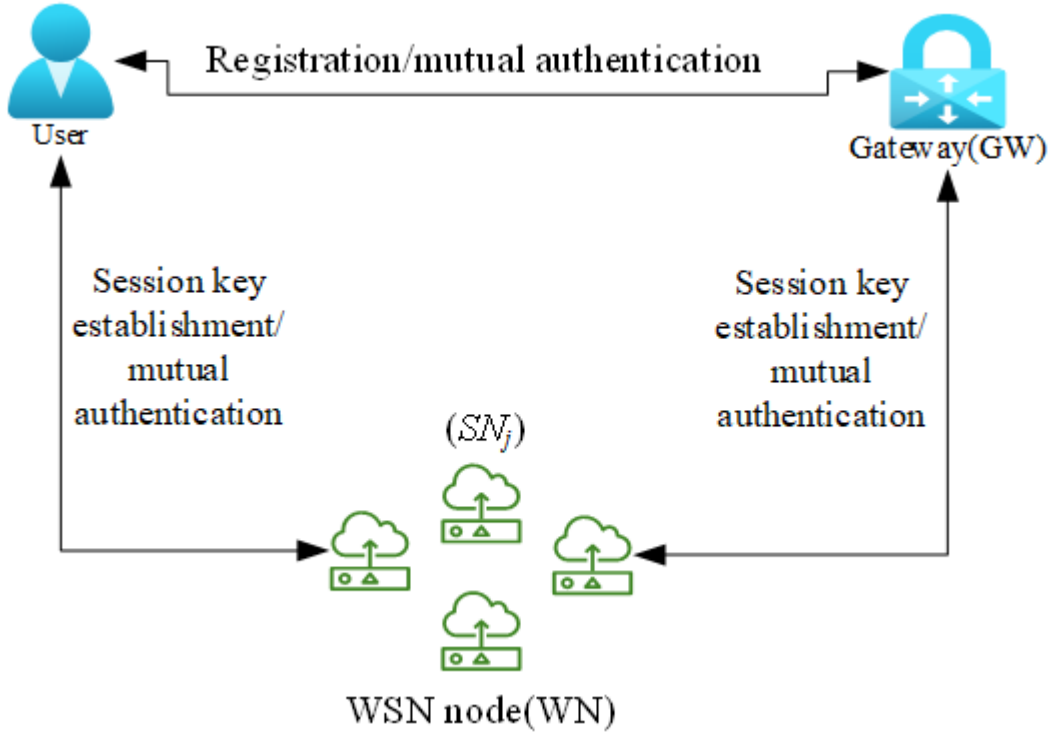 Registration/mutual authentication
User
Gateway(GW)
Session key
establishment/
mutual
authentication
Session key
establishment/
mutual
authentication
(SNj)
WSN node(WN)